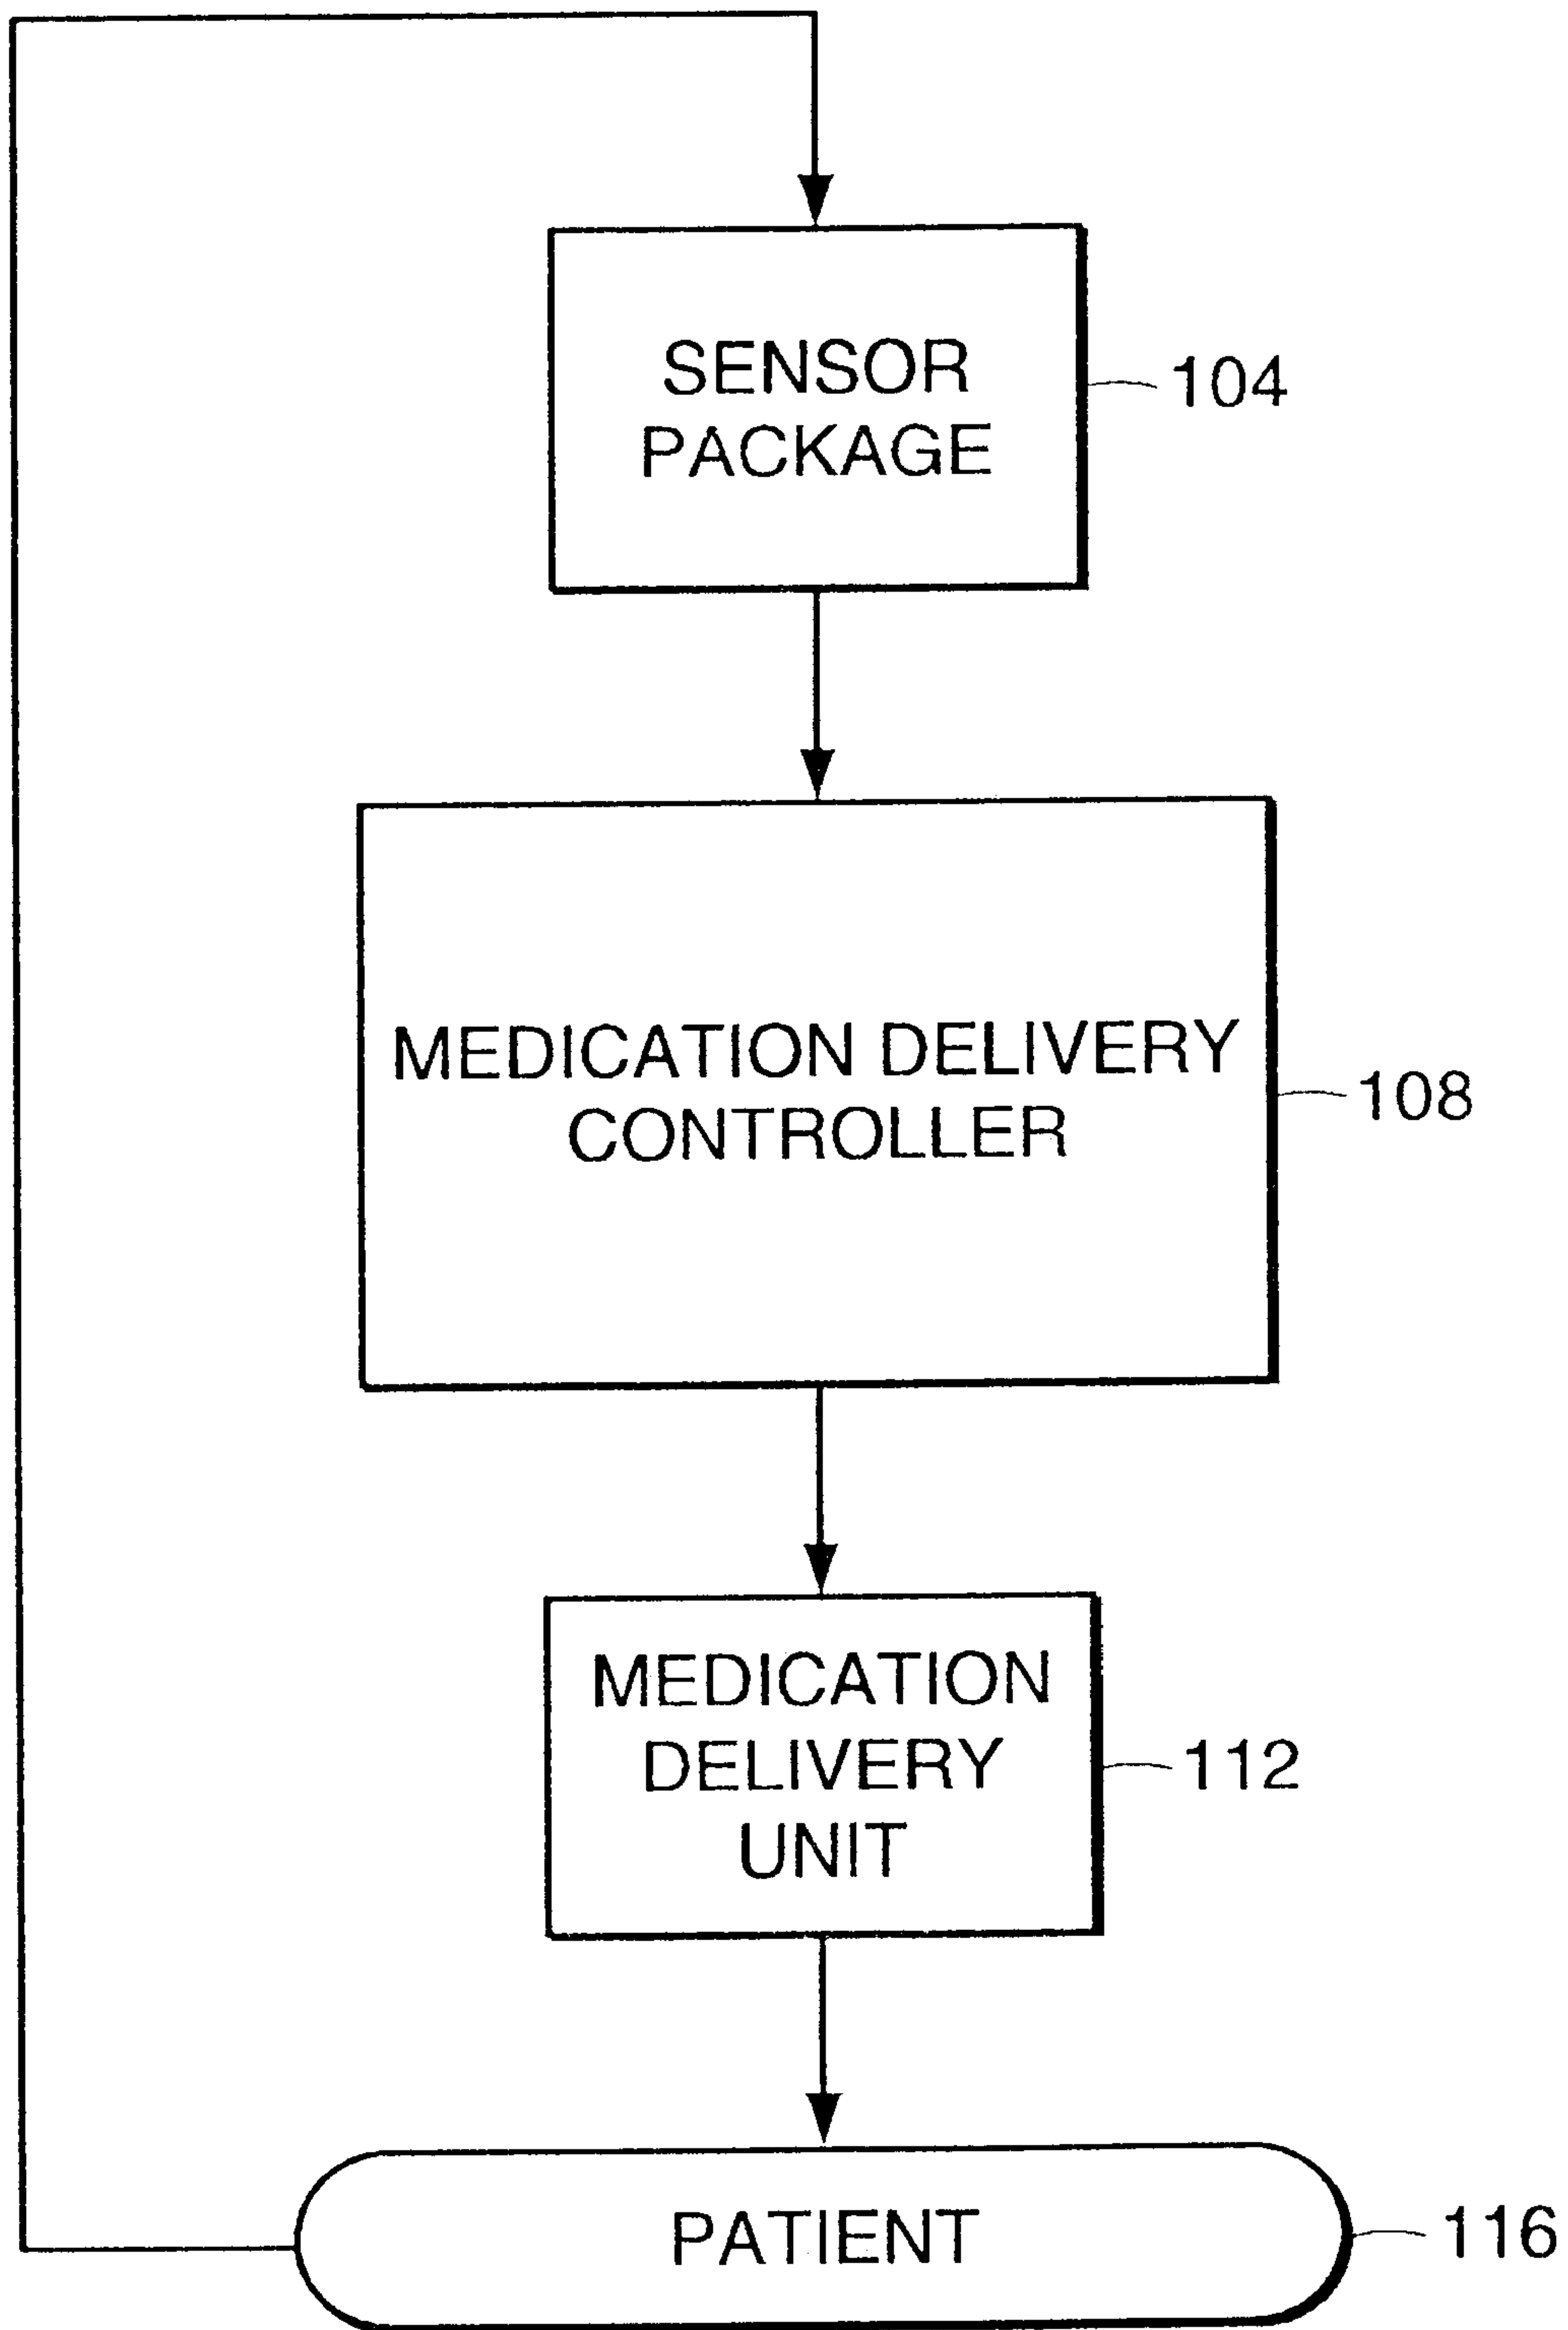 SENSOR
PACKAGE
104
MEDICATION DELIVERY
CONTROLLER
108
MEDICATION
DELIVERY
UNIT
112
PATIENT
116